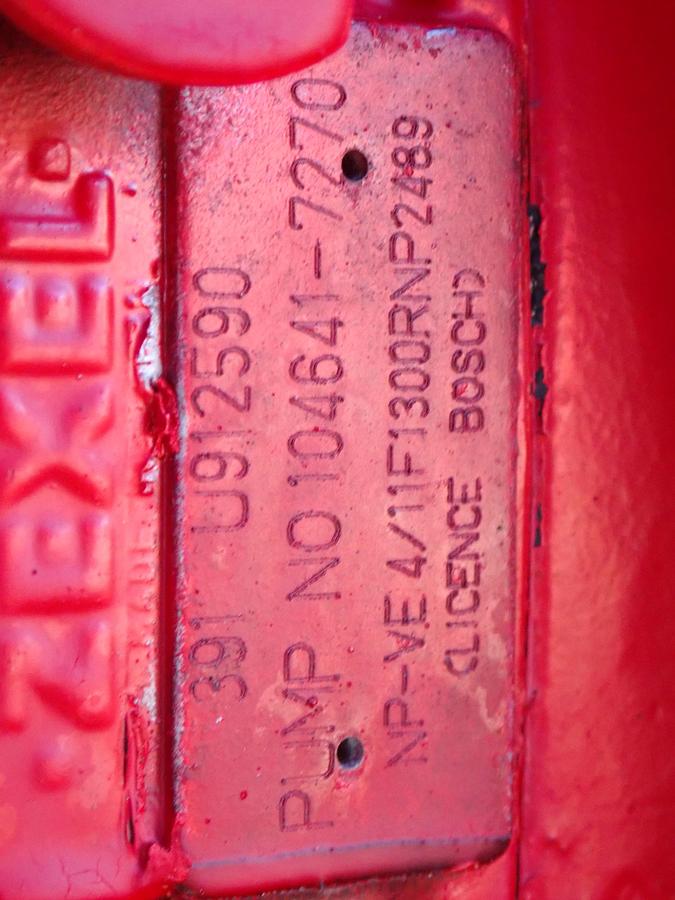 ZEXEL
391 U912590
PUMP NO 104641-7270
NP-VE 4/11F1300RNP2489
(LICENCE BOSCH)